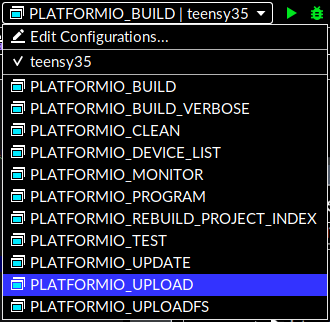 PLATFORMIO_BUILD | teensy35
Edit Configurations...
teensy35
PLATFORMIO_BUILD
PLATFORMIO_BUILD_VERBOSE
PLATFORMIO_CLEAN
PLATFORMIO_DEVICE_LIST
PLATFORMIO_MONITOR
PLATFORMIO_PROGRAM
PLATFORMIO_REBUILD_PROJECT_INDEX
PLATFORMIO_TEST
PLATFORMIO_UPDATE
PLATFORMIO_UPLOAD
PLATFORMIO_UPLOADFS